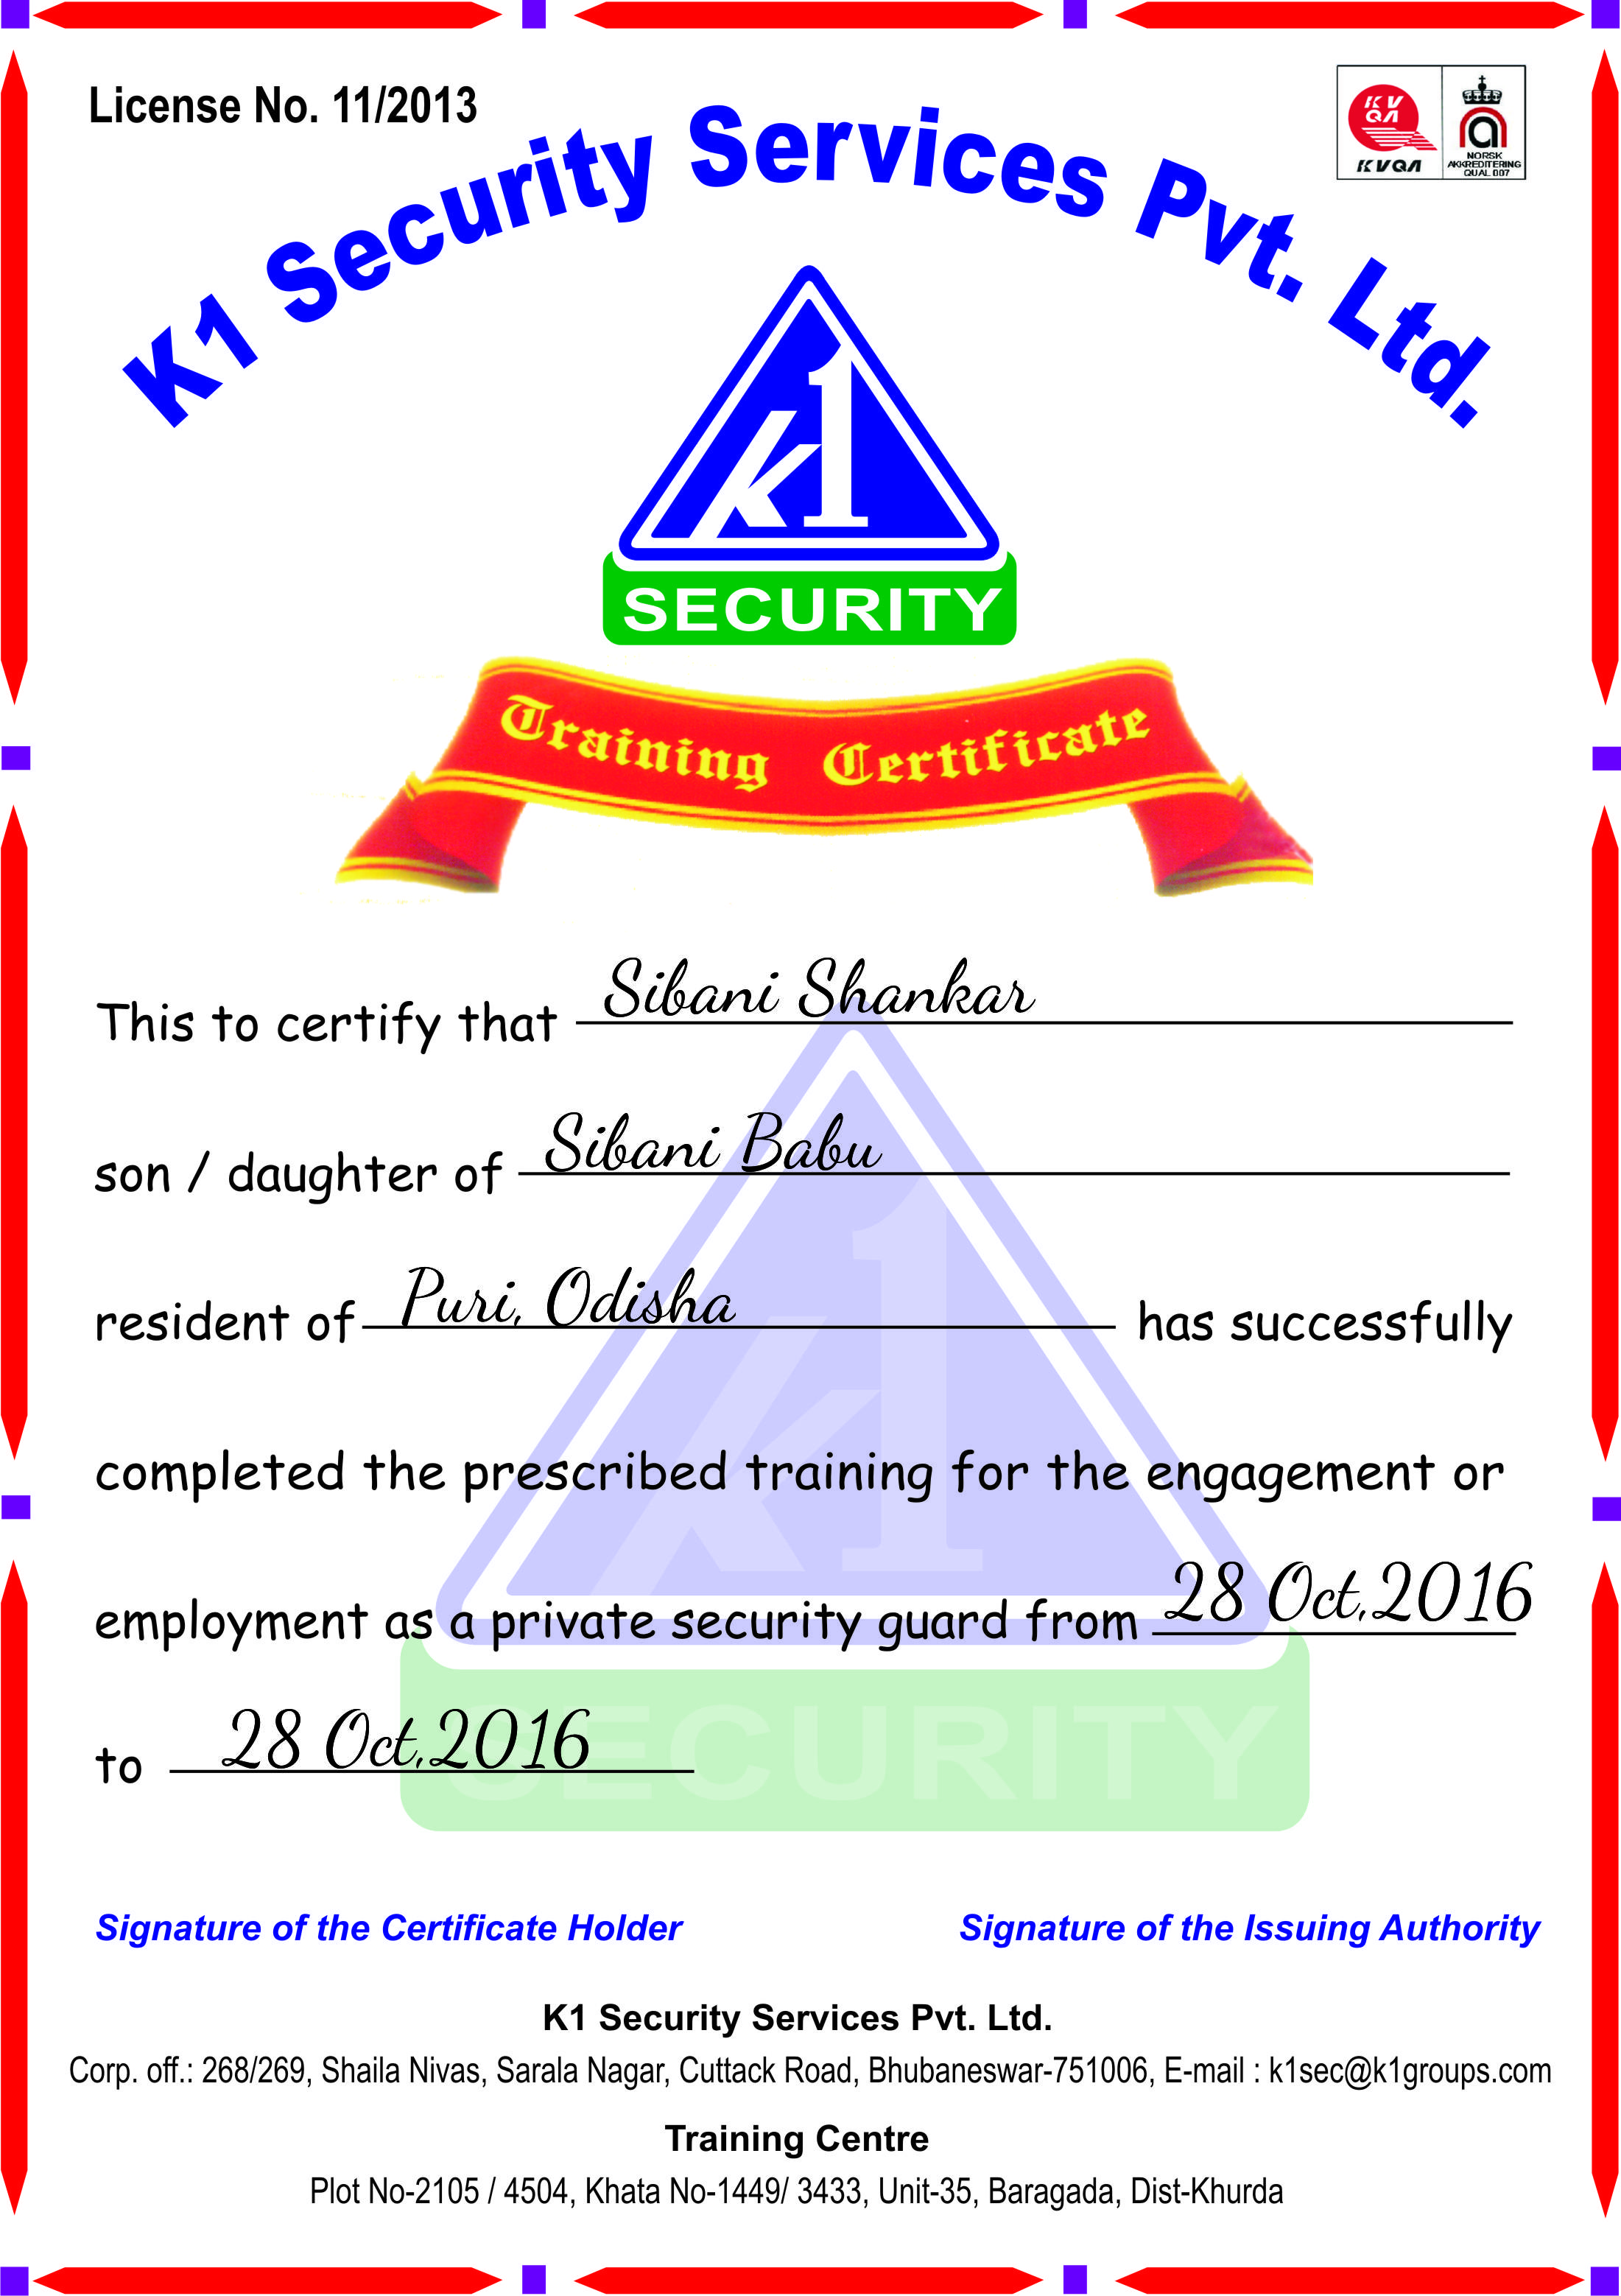 License No. 11/2013
KVQA
KVQA
NORSK
AKKREDITERING
QUAL 007
K1 Security Services Pvt. Ltd.
k1
SECURITY
Training Certificate
This to certify that Sibani Shankar
son / daughter of Sibani Babu
resident of Puri, Odisha has successfully
completed the prescribed training for the engagement or
employment as a private security guard from 28 Oct,2016
to 28 Oct,2016
k1
SECURITY
Signature of the Certificate Holder Signature of the Issuing Authority
K1 Security Services Pvt. Ltd.
Corp. off.: 268/269, Shaila Nivas, Sarala Nagar, Cuttack Road, Bhubaneswar-751006, E-mail : k1sec@k1groups.com
Training Centre
Plot No-2105 / 4504, Khata No-1449/ 3433, Unit-35, Baragada, Dist-Khurda